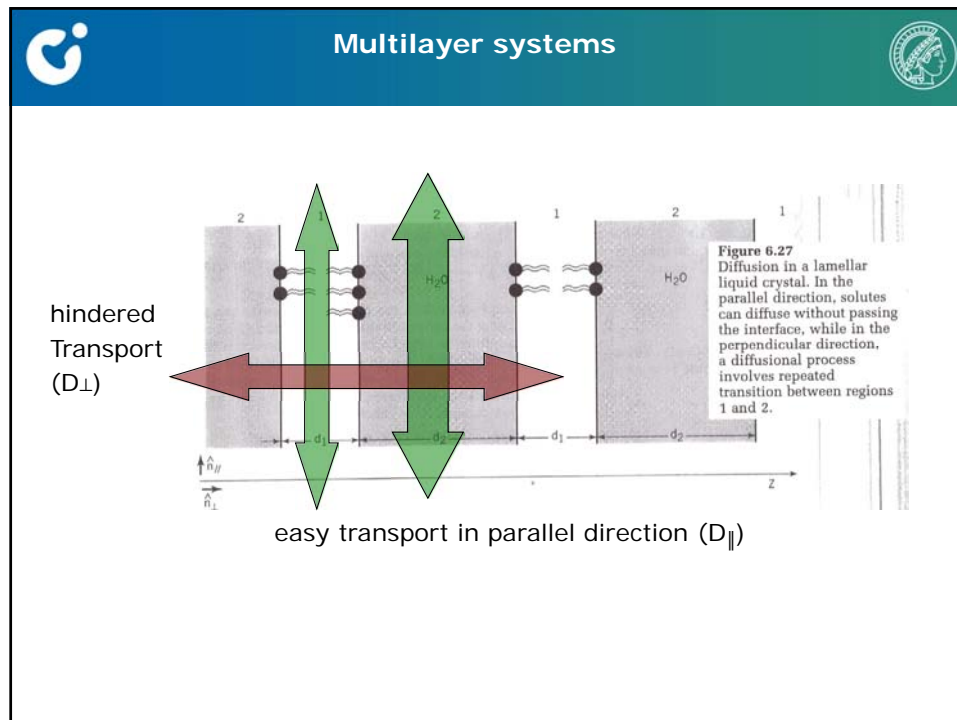 Multilayer systems
2 1 2 1 2 1
H₂O H₂O
Figure 6.27
Diffusion in a lamellar
liquid crystal. In the
parallel direction, solutes
can diffuse without passing
the interface, while in the
perpendicular direction,
a diffusional process
involves repeated
transition between regions
1 and 2.
hindered
Transport
(D⊥)
d₁ d₂ d₁ d₂
n̂//
n̂⊥
Z
easy transport in parallel direction (D∥)